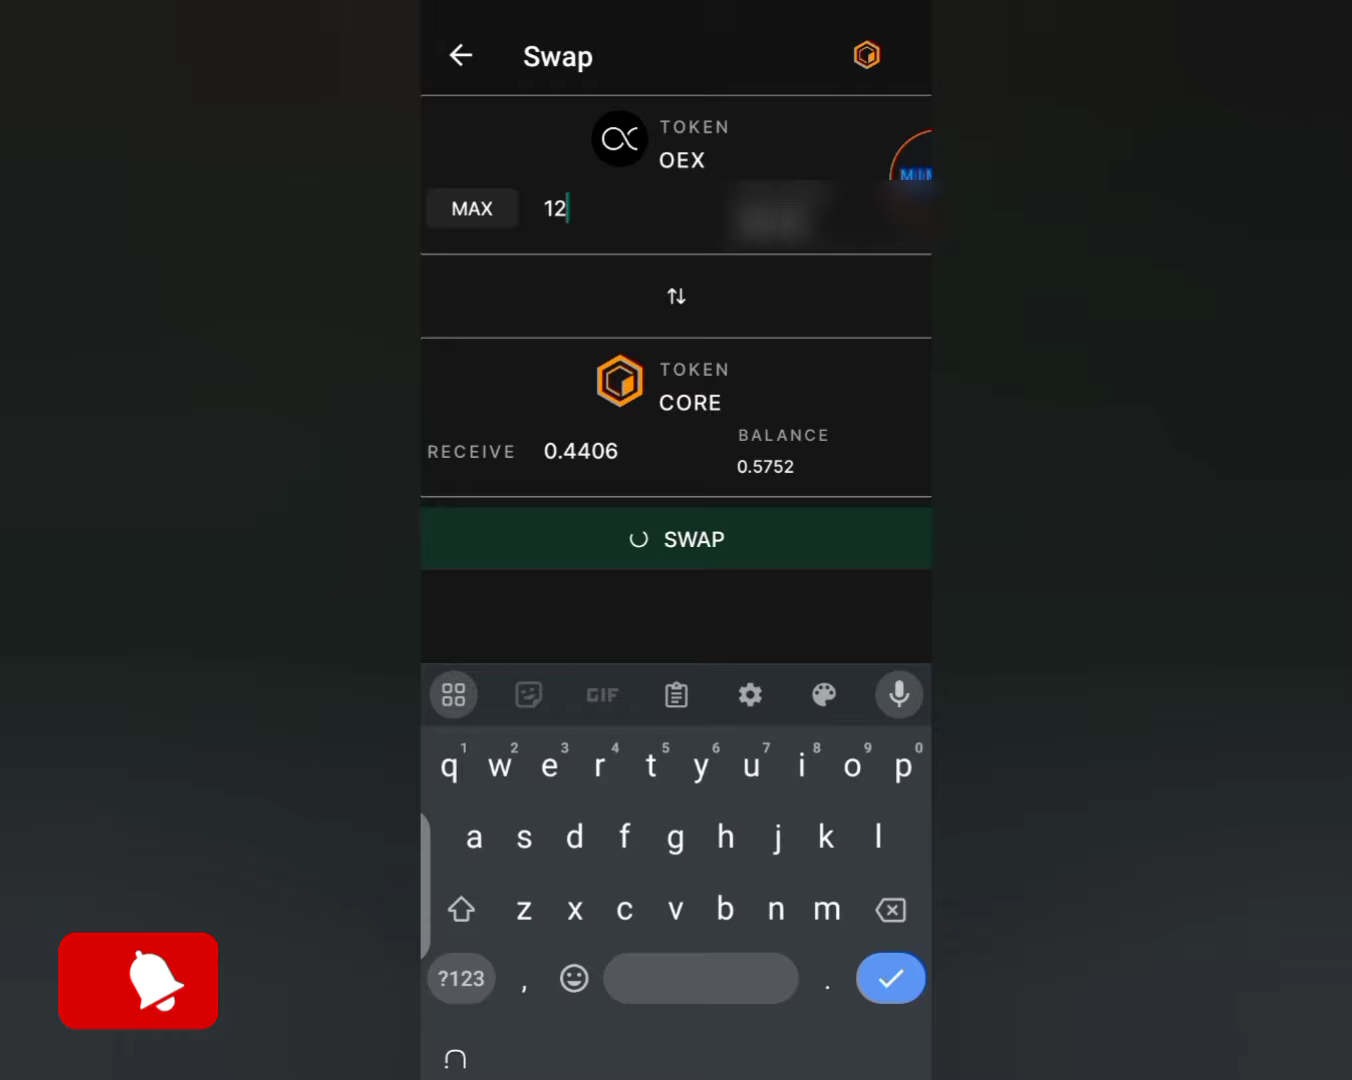 Swap
TOKEN
OEX
MAX 12
TOKEN
CORE
RECEIVE 0.4406
BALANCE
0.5752
SWAP
GIF
1 2 3 4 5 6 7 8 9 0
q w e r t y u i o p
a s d f g h j k l
z x c v b n m
?123 , .